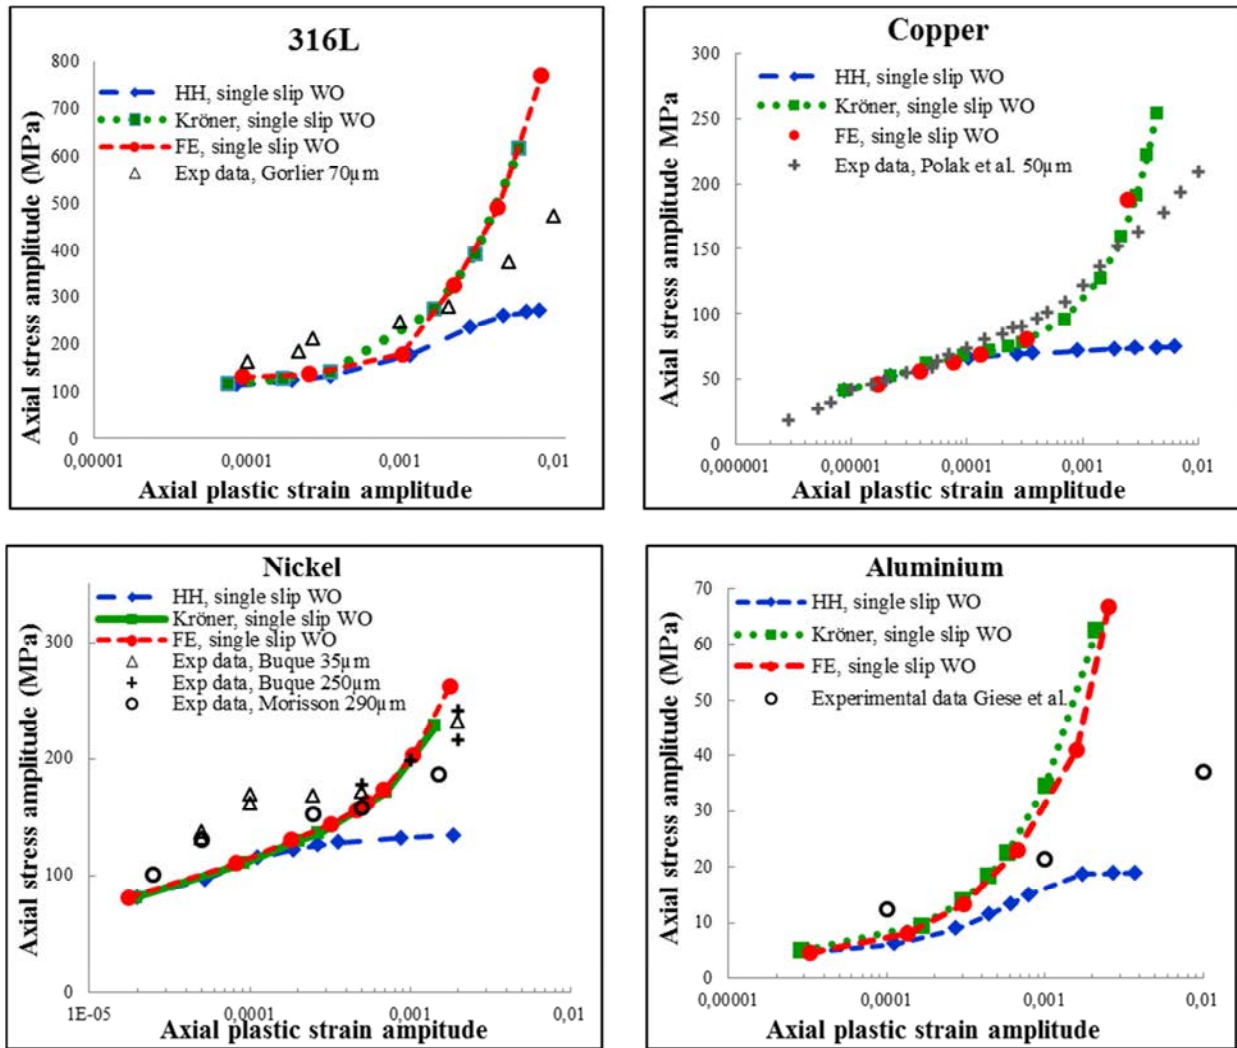 316L
HH, single slip WO
Kröner, single slip WO
FE, single slip WO
Exp data, Gorlier 70µm
Axial stress amplitude (MPa)
800
700
600
500
400
300
200
100
0
0,00001
0,0001
0,001
0,01
Axial plastic strain amplitude
Copper
HH, single slip WO
Kröner, single slip WO
FE, single slip WO
Exp data, Polak et al. 50µm
Axial stress amplitude MPa
300
250
200
150
100
50
0
0,000001
0,00001
0,0001
0,001
0,01
Axial plastic strain amplitude
Nickel
HH, single slip WO
Kröner, single slip WO
FE, single slip WO
Exp data, Buque 35µm
Exp data, Buque 250µm
Exp data, Morisson 290µm
Axial stress amplitude (MPa)
300
200
100
0
1E-05
0,0001
0,001
0,01
Axial plastic strain amplitude
Aluminium
HH, single slip WO
Kröner, single slip WO
FE, single slip WO
Experimental data Giese et al.
Axial stress amplitude (MPa)
70
60
50
40
30
20
10
0
0,00001
0,0001
0,001
0,01
Axial plastic strain amplitude